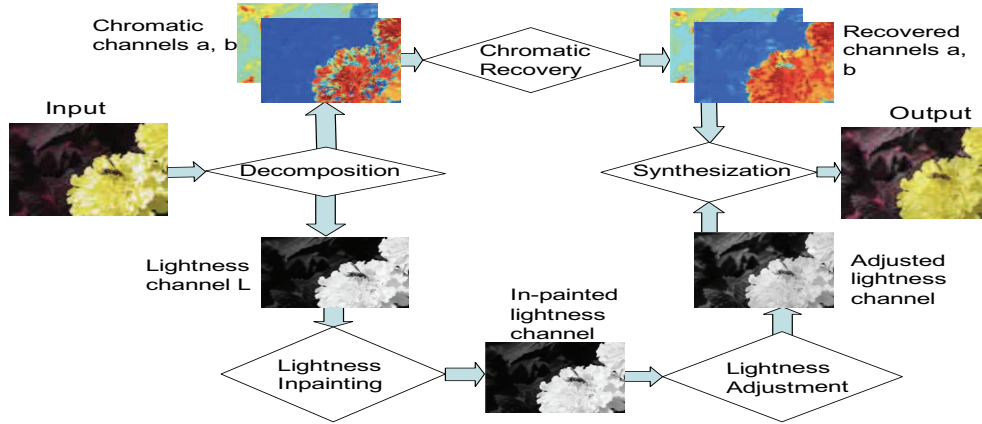 Chromatic
channels a, b
Chromatic
Recovery
Recovered
channels a,
b
Input
Output
Decomposition
Synthesization
Lightness
channel L
In-painted
lightness
channel
Adjusted
lightness
channel
Lightness
Inpainting
Lightness
Adjustment